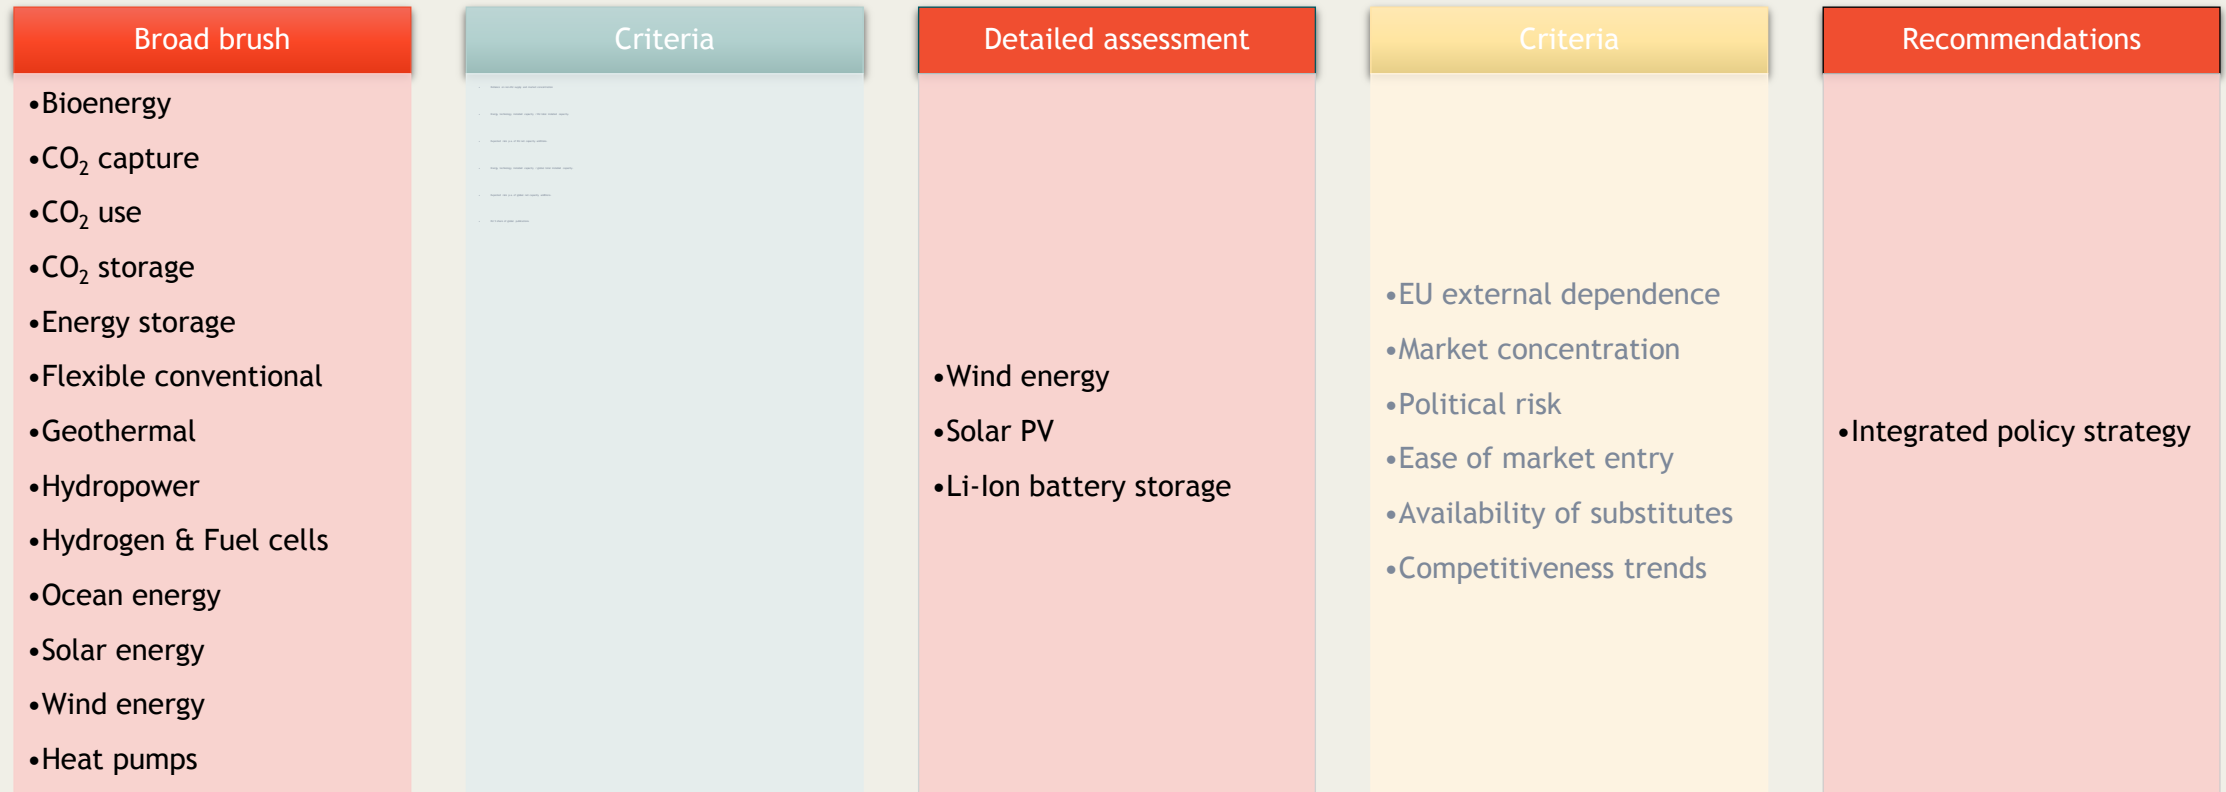 Broad brush
•Bioenergy
•CO₂ capture
•CO₂ use
•CO₂ storage
•Energy storage
•Flexible conventional
•Geothermal
•Hydropower
•Hydrogen & Fuel cells
•Ocean energy
•Solar energy
•Wind energy
•Heat pumps
Criteria
Detailed assessment
•Wind energy
•Solar PV
•Li-Ion battery storage
Criteria
•EU external dependence
•Market concentration
•Political risk
•Ease of market entry
•Availability of substitutes
•Competitiveness trends
Recommendations
•Integrated policy strategy